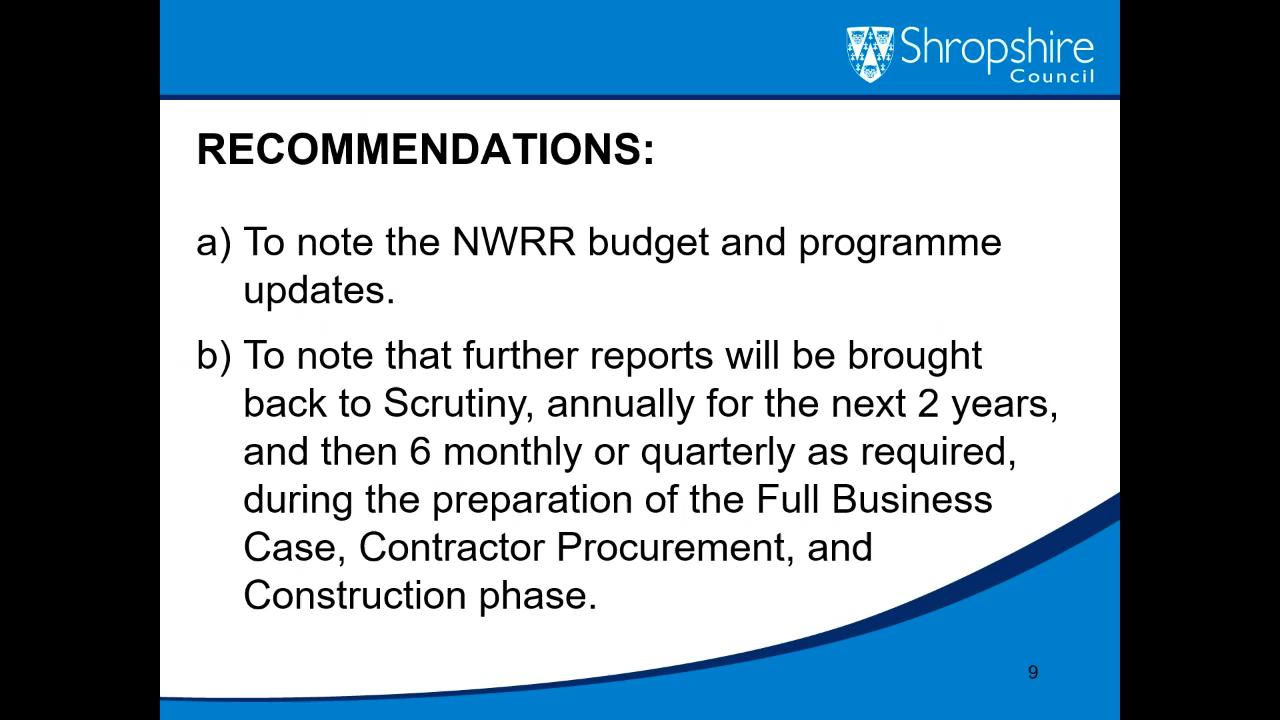 Shropshire
Council
RECOMMENDATIONS:
a) To note the NWRR budget and programme
updates.
b) To note that further reports will be brought
back to Scrutiny, annually for the next 2 years,
and then 6 monthly or quarterly as required,
during the preparation of the Full Business
Case, Contractor Procurement, and
Construction phase.
9